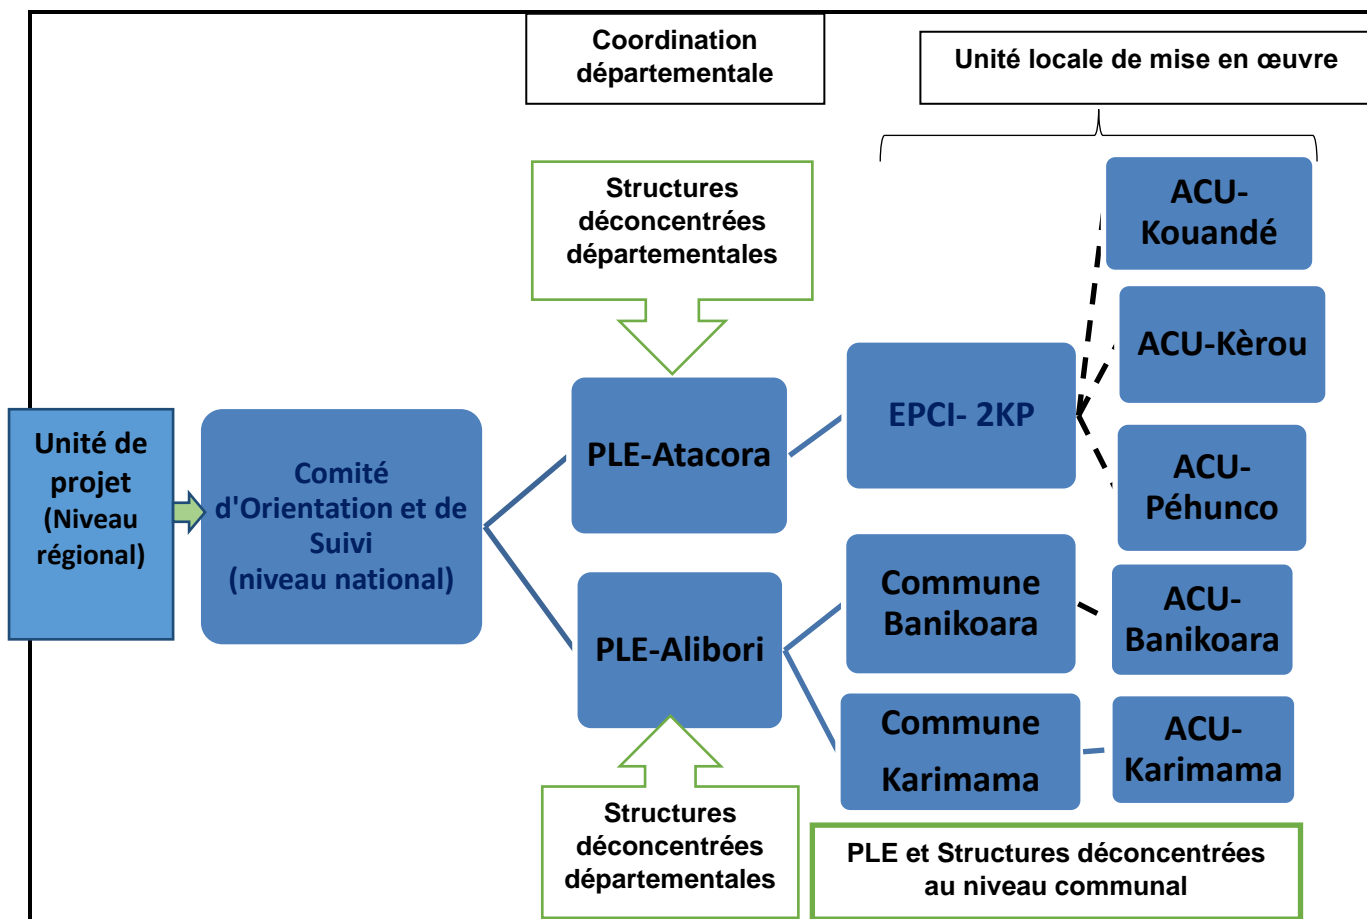 Coordination
départementale
Unité locale de mise en œuvre
Structures
déconcentrées
départementales
ACU-
Kouandé
ACU-Kèrou
Unité de
projet
(Niveau
régional)
Comité
d'Orientation et de
Suivi
(niveau national)
PLE-Atacora
EPCI- 2KP
ACU-
Péhunco
PLE-Alibori
Commune
Banikoara
ACU-
Banikoara
Commune
Karimama
ACU-
Karimama
Structures
déconcentrées
départementales
PLE et Structures déconcentrées
au niveau communal